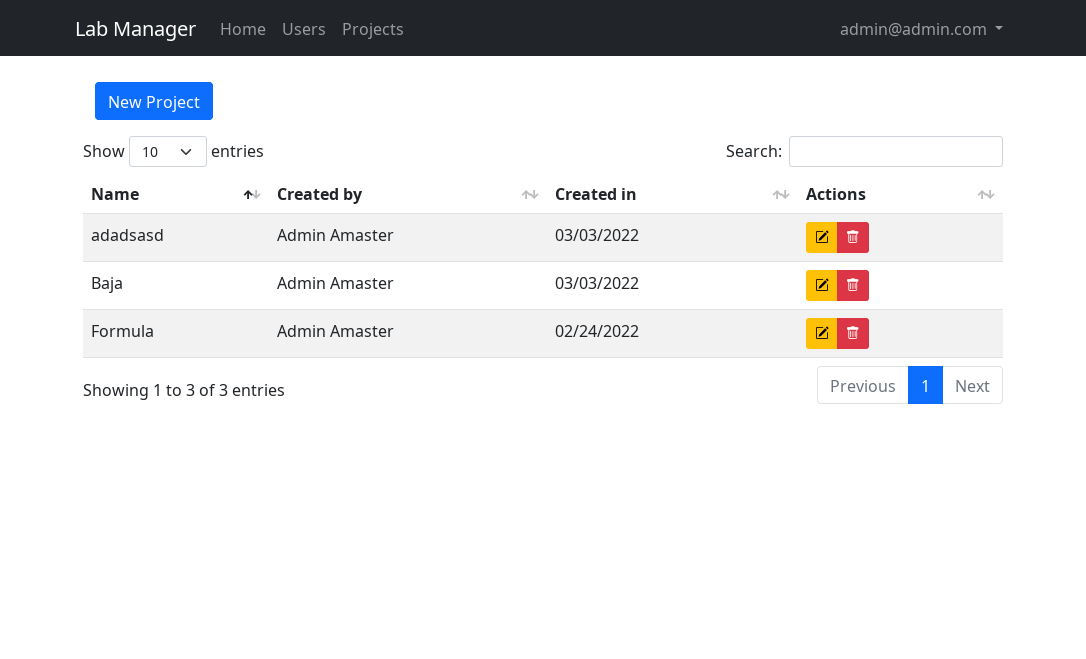 Lab Manager Home Users Projects admin@admin.com
New Project
Show 10 entries Search:
Name Created by Created in Actions
adadsasd Admin Amaster 03/03/2022
Baja Admin Amaster 03/03/2022
Formula Admin Amaster 02/24/2022
Showing 1 to 3 of 3 entries Previous 1 Next